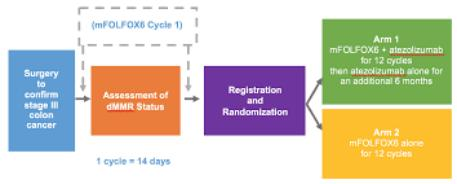 (mFOLFOX6 Cycle 1)
Surgery
to
confirm
stage III
colon
cancer
Assessment of
dMMR Status
Registration
and
Randomization
Arm 1
mFOLFOX6 + atezolizumab
for 12 cycles
then atezolizumab alone for
an additional 6 months
Arm 2
mFOLFOX6 alone
for 12 cycles
1 cycle = 14 days